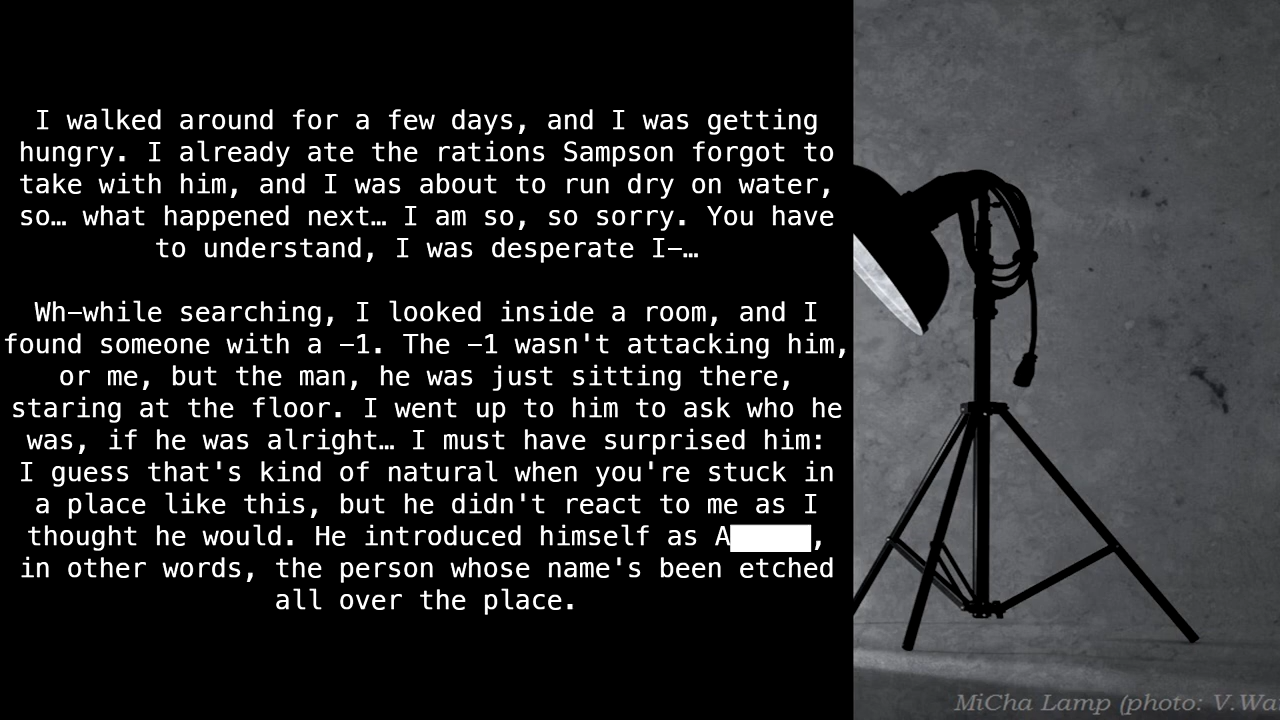 I walked around for a few days, and I was getting
hungry. I already ate the rations Sampson forgot to
take with him, and I was about to run dry on water,
so… what happened next… I am so, so sorry. You have
to understand, I was desperate I—…
Wh—while searching, I looked inside a room, and I
found someone with a —1. The —1 wasn't attacking him,
or me, but the man, he was just sitting there,
staring at the floor. I went up to him to ask who he
was, if he was alright… I must have surprised him:
I guess that's kind of natural when you're stuck in
a place like this, but he didn't react to me as I
thought he would. He introduced himself as A█████,
in other words, the person whose name's been etched
all over the place.
MiCha Lamp (photo: V.Wa